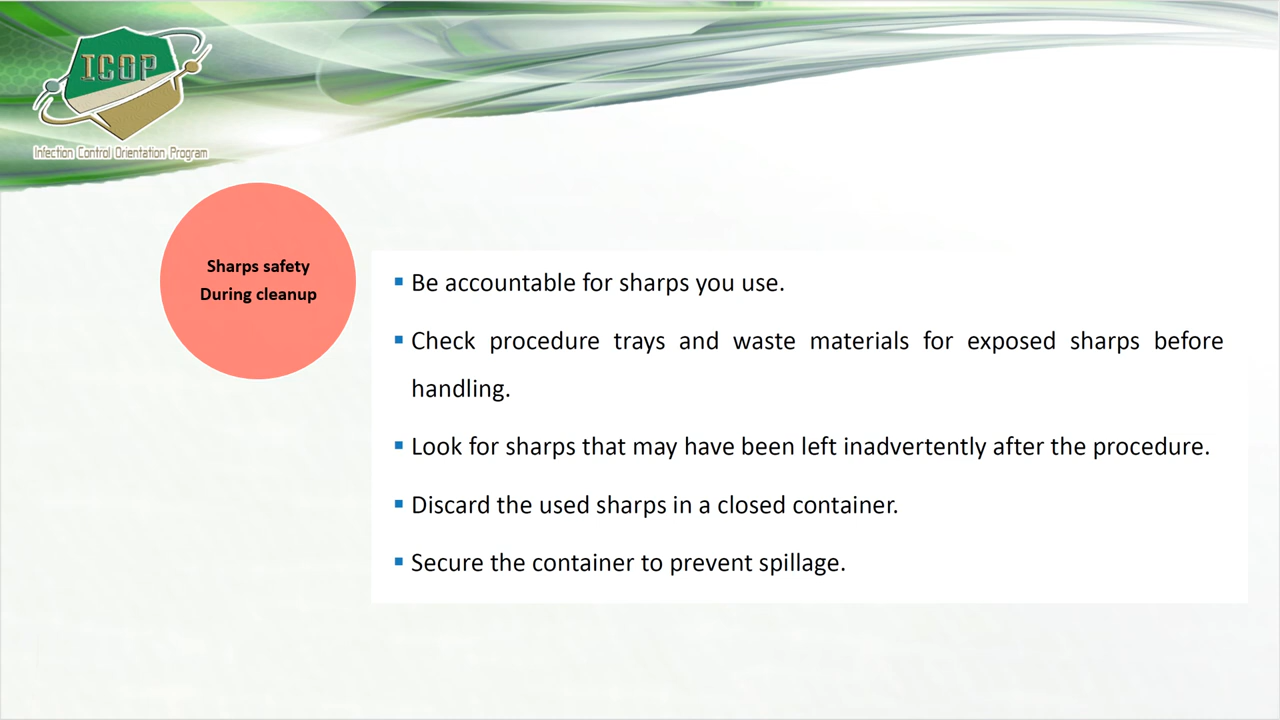 ICOP
Infection Control Orientation Program
Sharps safety
During cleanup
▪ Be accountable for sharps you use.
▪ Check procedure trays and waste materials for exposed sharps before
handling.
▪ Look for sharps that may have been left inadvertently after the procedure.
▪ Discard the used sharps in a closed container.
▪ Secure the container to prevent spillage.